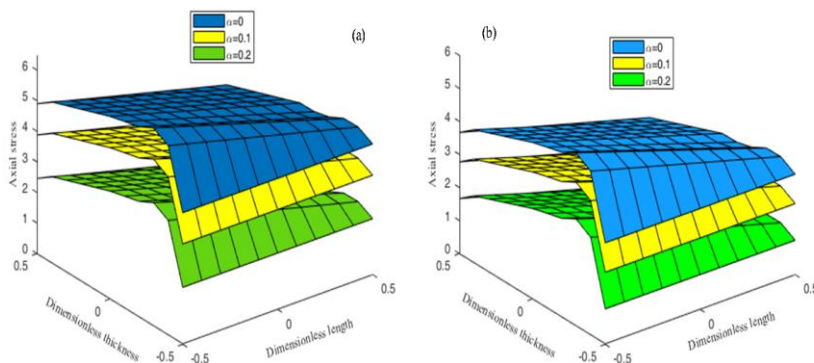 (a)
α=0
α=0.1
α=0.2
Axial stress
6
5
4
3
2
1
0
0.5
0
-0.5
Dimensionless thickness
-0.5
0
0.5
Dimensionless length
(b)
α=0
α=0.1
α=0.2
Axial stress
6
5
4
3
2
1
0
0.5
0
-0.5
Dimensionless thickness
-0.5
0
0.5
Dimensionless length